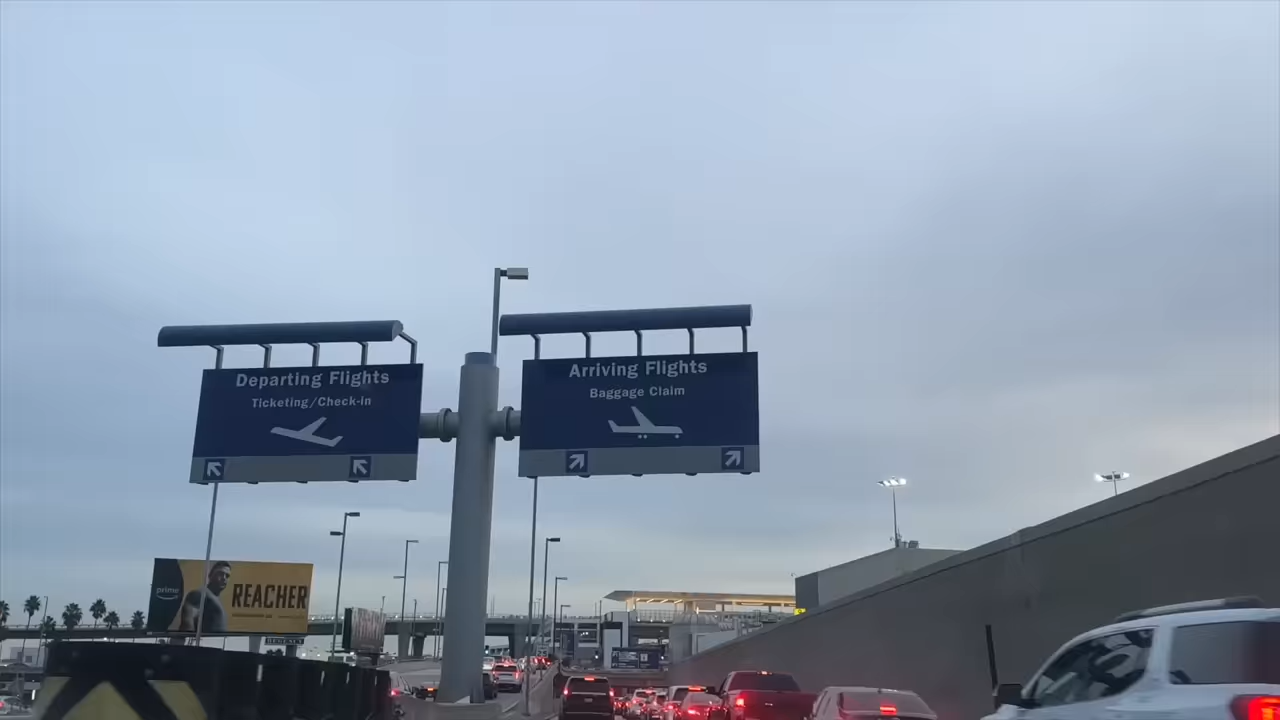 Departing Flights
Ticketing/Check-in
Arriving Flights
Baggage Claim
prime
REACHER